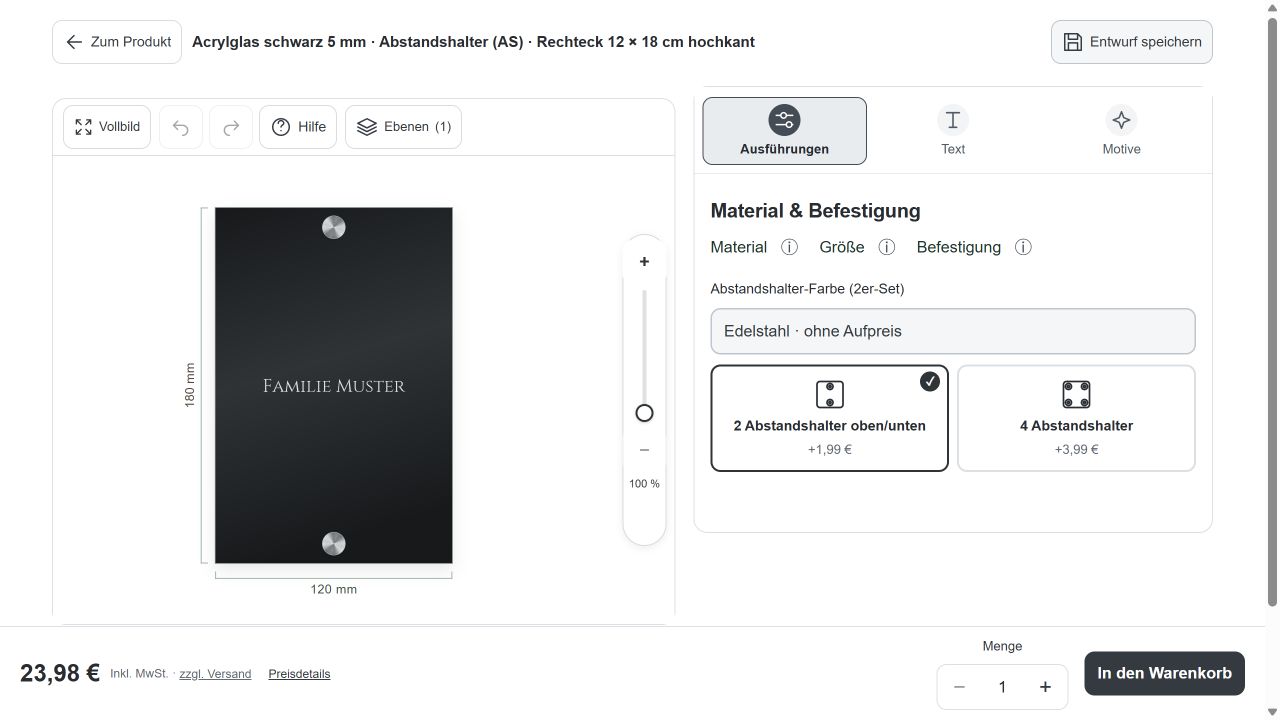 Zum Produkt
Acrylglas schwarz 5 mm · Abstandshalter (AS) · Rechteck 12 × 18 cm hochkant
Entwurf speichern
Vollbild
Hilfe
Ebenen (1)
Ausführungen
Text
Motive
180 mm
Familie Muster
120 mm
+
−
100 %
Material & Befestigung
Material ⓘ Größe ⓘ Befestigung ⓘ
Abstandshalter-Farbe (2er-Set)
Edelstahl · ohne Aufpreis
2 Abstandshalter oben/unten
+1,99 €
4 Abstandshalter
+3,99 €
23,98 € Inkl. MwSt. · zzgl. Versand Preisdetails
Menge
− 1 +
In den Warenkorb